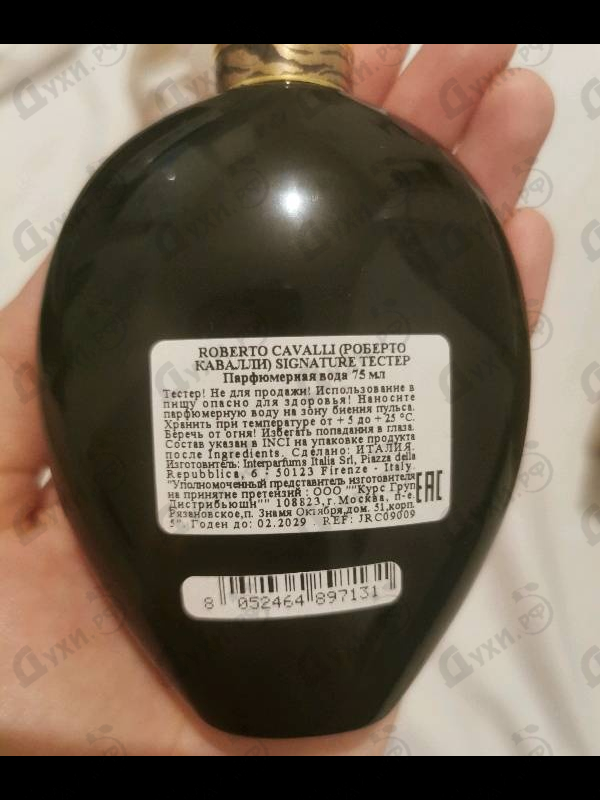 ROBERTO CAVALLI (РОБЕРТО
КАВАЛЛИ) SIGNATURE ТЕСТЕР
Парфюмерная вода 75 мл
Тестер! Не для продажи! Использование в
пищу опасно для здоровья! Наносите
парфюмерную воду на зону биения пульса.
Хранить при температуре от + 5 до + 25 °C.
Беречь от огня! Избегать попадания в глаза.
Состав указан в INCI на упаковке продукта
после Ingredients. Сделано: ИТАЛИЯ.
Изготовитель: Interparfums Italia Srl, Piazza della
Repubblica, 6 - 50123 Firenze - Italy.
"Уполномоченный представитель изготовителя
на принятие претензий : ООО ""Курс Груп
Дистрибьюшн"" 108823, г. Москва, п-е
Рязановское, п. Знамя Октября, дом. 51, корп.
5". Годен до: 02.2029 . REF: JRC09009
EAC
8 052464 897131
Духи.рф